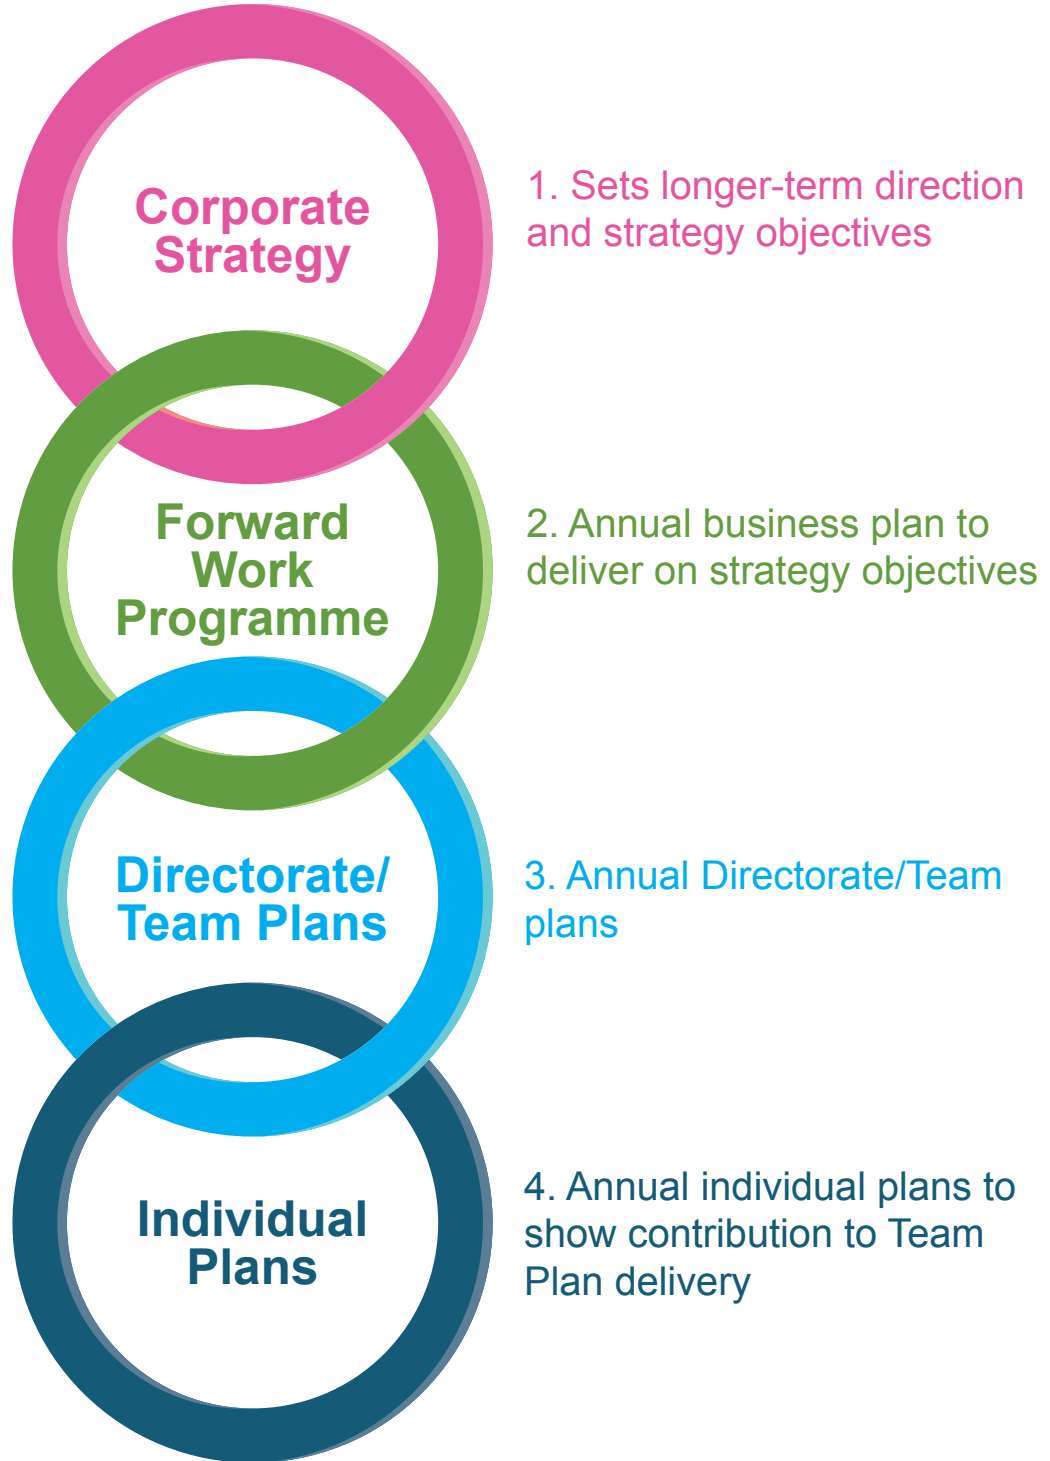 Corporate
Strategy
1. Sets longer-term direction
and strategy objectives
Forward
Work
Programme
2. Annual business plan to
deliver on strategy objectives
Directorate/
Team Plans
3. Annual Directorate/Team
plans
Individual
Plans
4. Annual individual plans to
show contribution to Team
Plan delivery